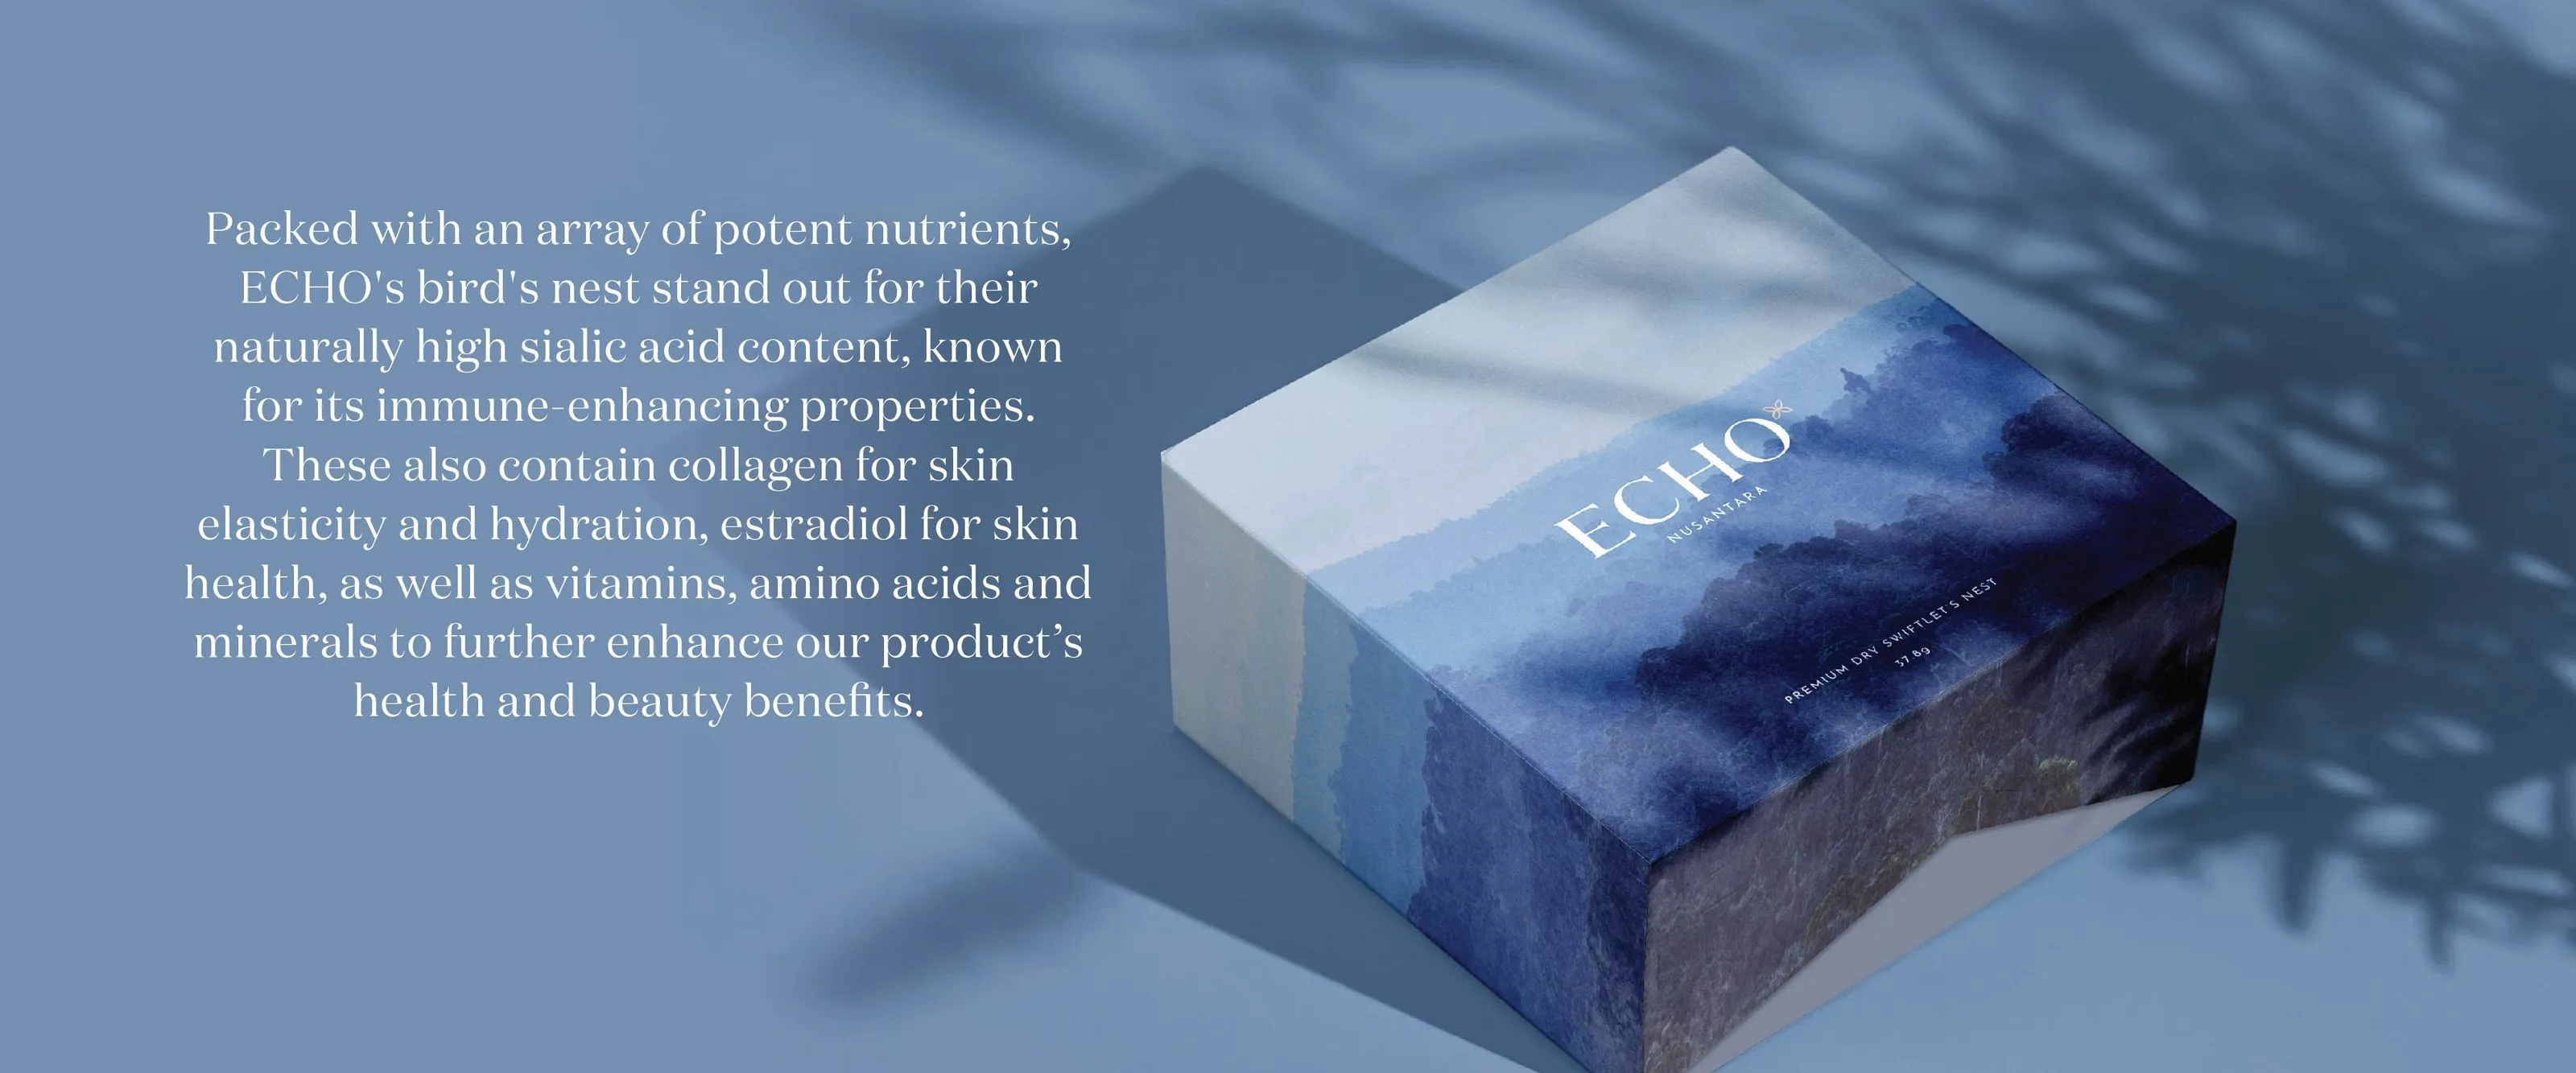 Packed with an array of potent nutrients,
ECHO's bird's nest stand out for their
naturally high sialic acid content, known
for its immune-enhancing properties.
These also contain collagen for skin
elasticity and hydration, estradiol for skin
health, as well as vitamins, amino acids and
minerals to further enhance our product’s
health and beauty benefits.
ECHO
NUSANTARA
PREMIUM DRY SWIFTLET'S NEST
37.8g